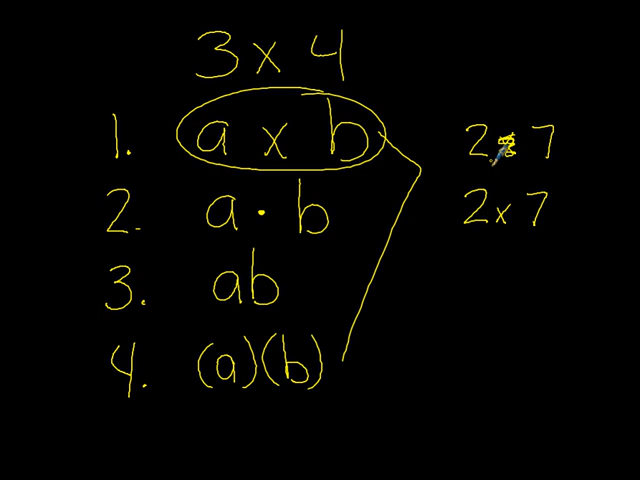 3 x 4
1. a x b
2. a · b
3. ab
4. (a)(b)
2 7
2 x 7